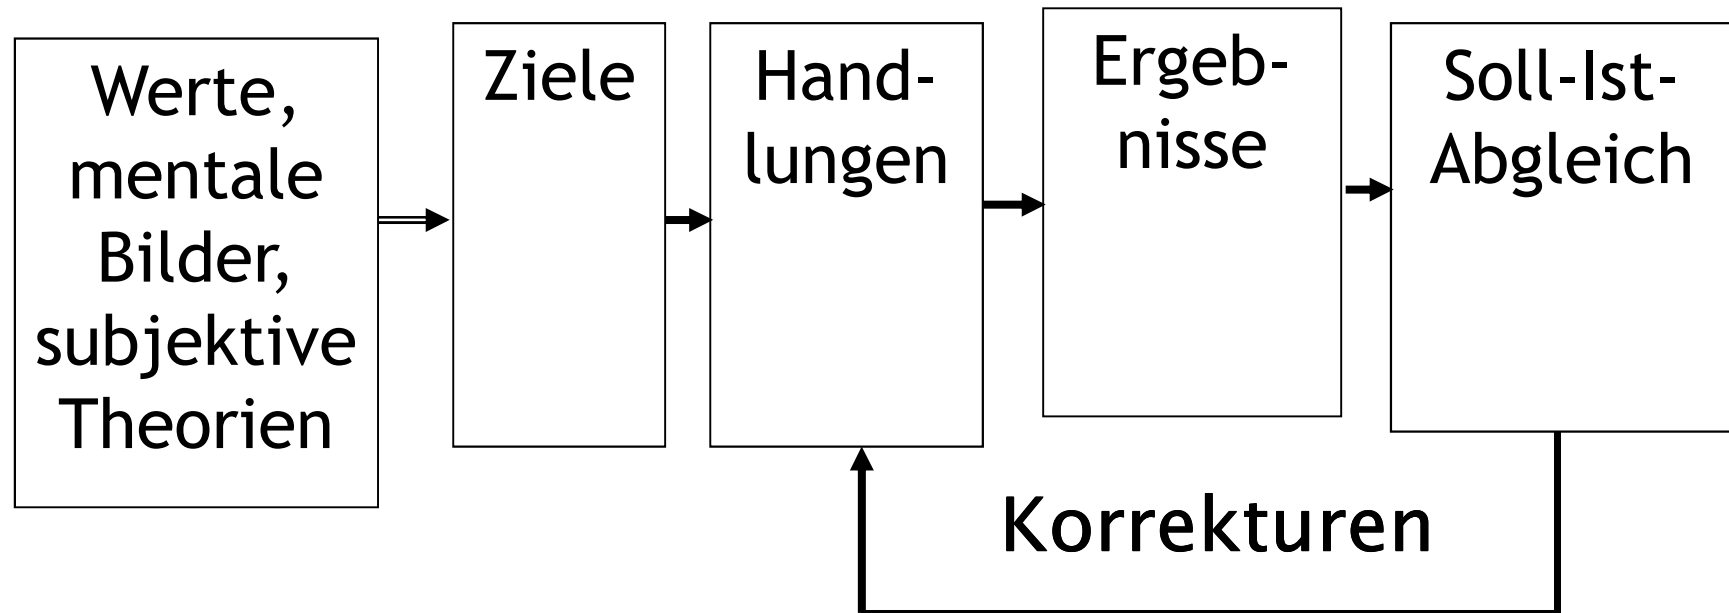 Werte,
mentale
Bilder,
subjektive
Theorien
Ziele
Hand-
lungen
Ergeb-
nisse
Soll-Ist-
Abgleich
Korrekturen